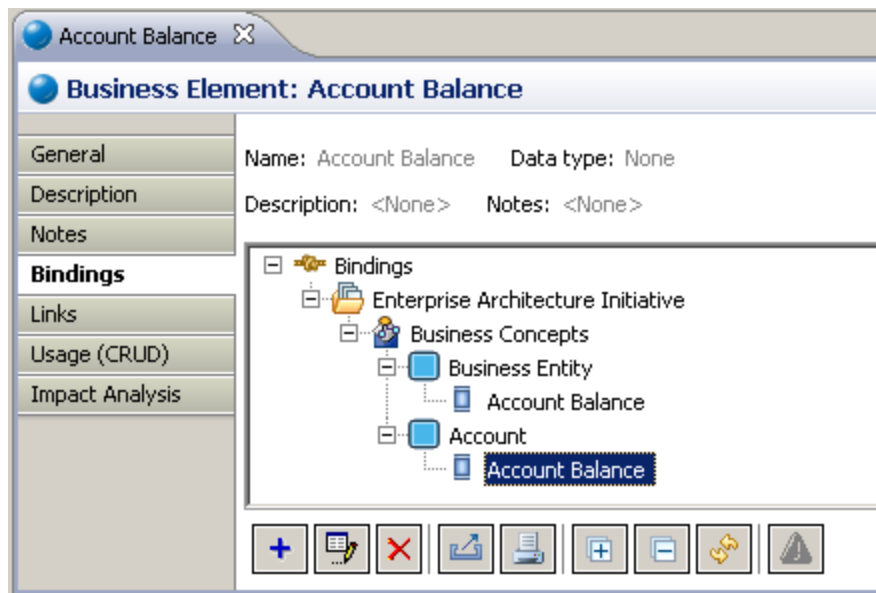 Account Balance
Business Element: Account Balance
General
Description
Notes
Bindings
Links
Usage (CRUD)
Impact Analysis
Name: Account Balance Data type: None
Description: <None> Notes: <None>
Bindings
Enterprise Architecture Initiative
Business Concepts
Business Entity
Account Balance
Account
Account Balance